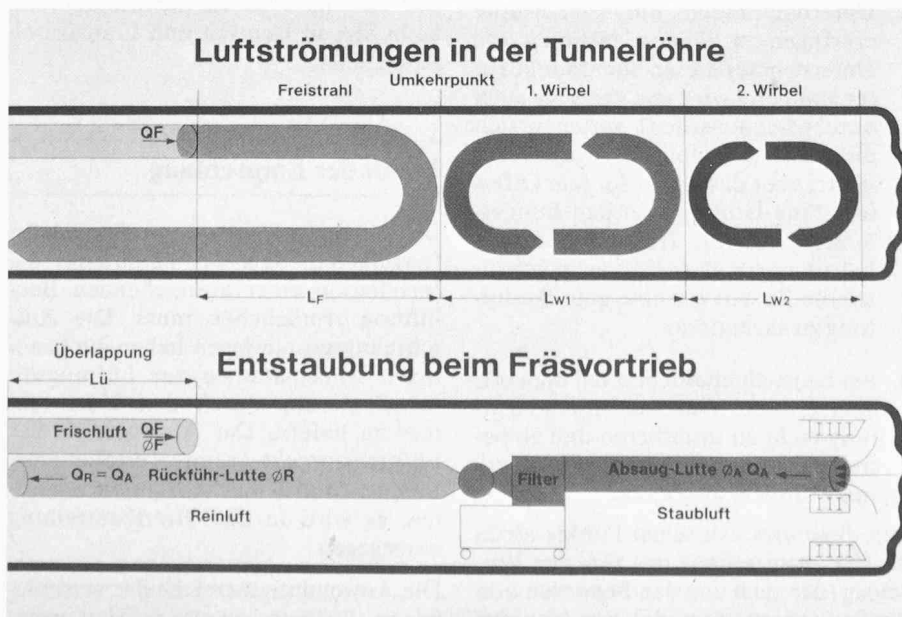 Luftströmungen in der Tunnelröhre
Umkehrpunkt
Freistrahl 1. Wirbel 2. Wirbel
QF
LF LW1 LW2
Überlappung
Lü
Entstaubung beim Fräsvortrieb
Frischluft QF
ØF
QR = QA Rückführ-Lutte ØR Filter Absaug-Lutte ØA QA
Reinluft Staubluft